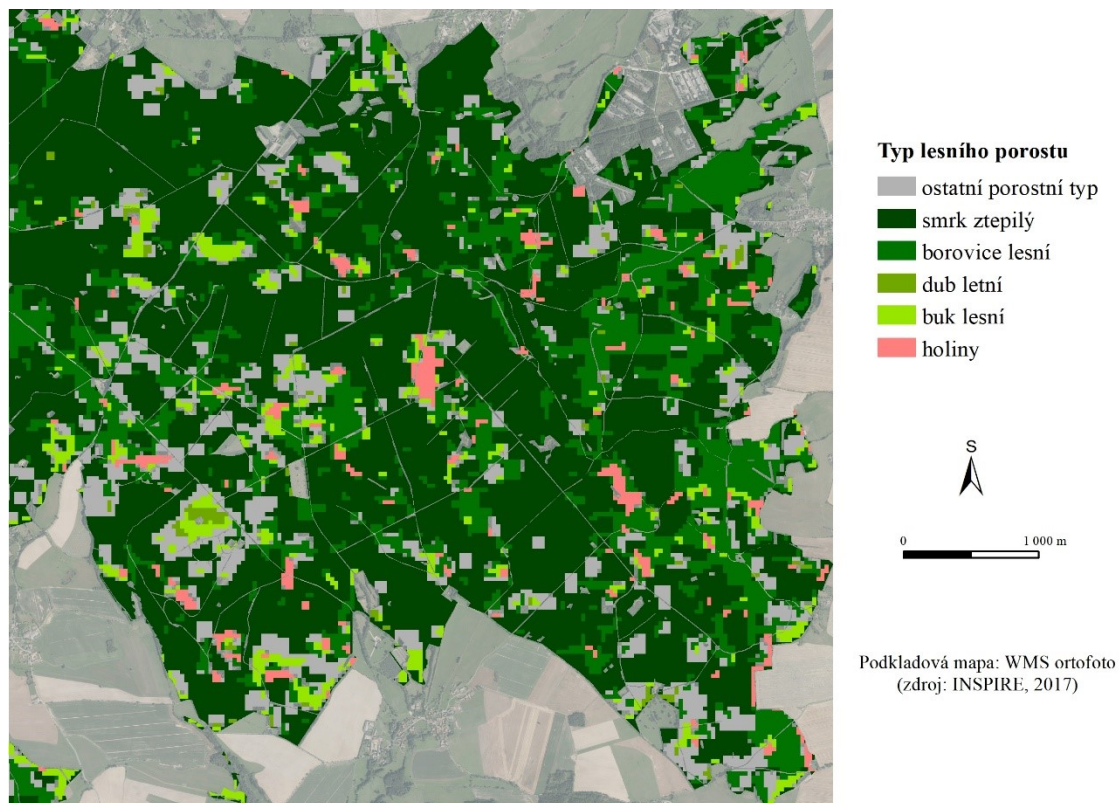 Typ lesního porostu
ostatní porostní typ
smrk ztepilý
borovice lesní
dub letní
buk lesní
holiny
S
0 1 000 m
Podkladová mapa: WMS ortofoto
(zdroj: INSPIRE, 2017)